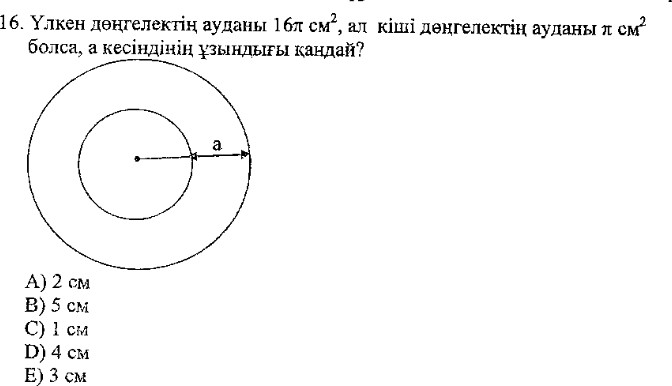 16. Үлкен дөңгелектің ауданы 16π см², ал кіші дөңгелектің ауданы π см²
болса, а кесіндінің ұзындығы қандай?
a
A) 2 см
B) 5 см
C) 1 см
D) 4 см
E) 3 см